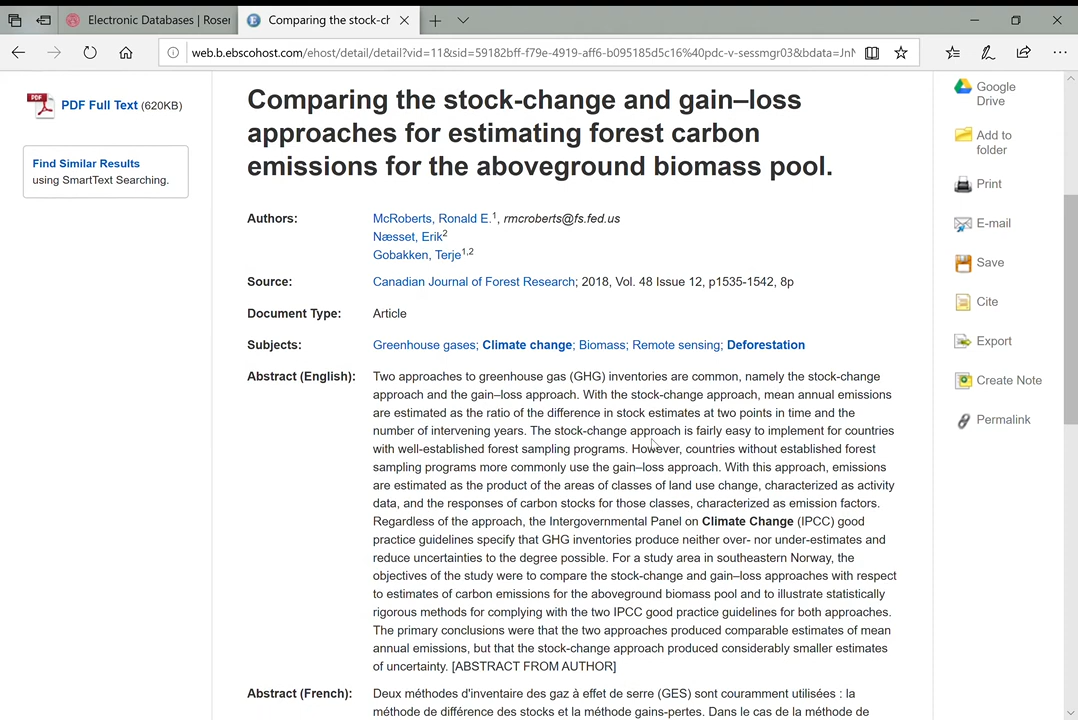 Electronic Databases | Roser
Comparing the stock-ch
web.b.ebscohost.com/ehost/detail/detail?vid=11&sid=59182bff-f79e-4919-aff6-b095185d5c16%40pdc-v-sessmgr03&bdata=JnN
PDF Full Text (620KB)
Find Similar Results
using SmartText Searching.
Comparing the stock-change and gain–loss
approaches for estimating forest carbon
emissions for the aboveground biomass pool.
Authors: McRoberts, Ronald E.1, rmcroberts@fs.fed.us
Næsset, Erik2
Gobakken, Terje1,2
Source: Canadian Journal of Forest Research; 2018, Vol. 48 Issue 12, p1535-1542, 8p
Document Type: Article
Subjects: Greenhouse gases; Climate change; Biomass; Remote sensing; Deforestation
Abstract (English): Two approaches to greenhouse gas (GHG) inventories are common, namely the stock-change
approach and the gain–loss approach. With the stock-change approach, mean annual emissions
are estimated as the ratio of the difference in stock estimates at two points in time and the
number of intervening years. The stock-change approach is fairly easy to implement for countries
with well-established forest sampling programs. However, countries without established forest
sampling programs more commonly use the gain–loss approach. With this approach, emissions
are estimated as the product of the areas of classes of land use change, characterized as activity
data, and the responses of carbon stocks for those classes, characterized as emission factors.
Regardless of the approach, the Intergovernmental Panel on Climate Change (IPCC) good
practice guidelines specify that GHG inventories produce neither over- nor under-estimates and
reduce uncertainties to the degree possible. For a study area in southeastern Norway, the
objectives of the study were to compare the stock-change and gain–loss approaches with respect
to estimates of carbon emissions for the aboveground biomass pool and to illustrate statistically
rigorous methods for complying with the two IPCC good practice guidelines for both approaches.
The primary conclusions were that the two approaches produced comparable estimates of mean
annual emissions, but that the stock-change approach produced considerably smaller estimates
of uncertainty. [ABSTRACT FROM AUTHOR]
Abstract (French): Deux méthodes d'inventaire des gaz à effet de serre (GES) sont couramment utilisées : la
méthode de différence des stocks et la méthode gains-pertes. Dans le cas de la méthode de
Google
Drive
Add to
folder
Print
E-mail
Save
Cite
Export
Create Note
Permalink